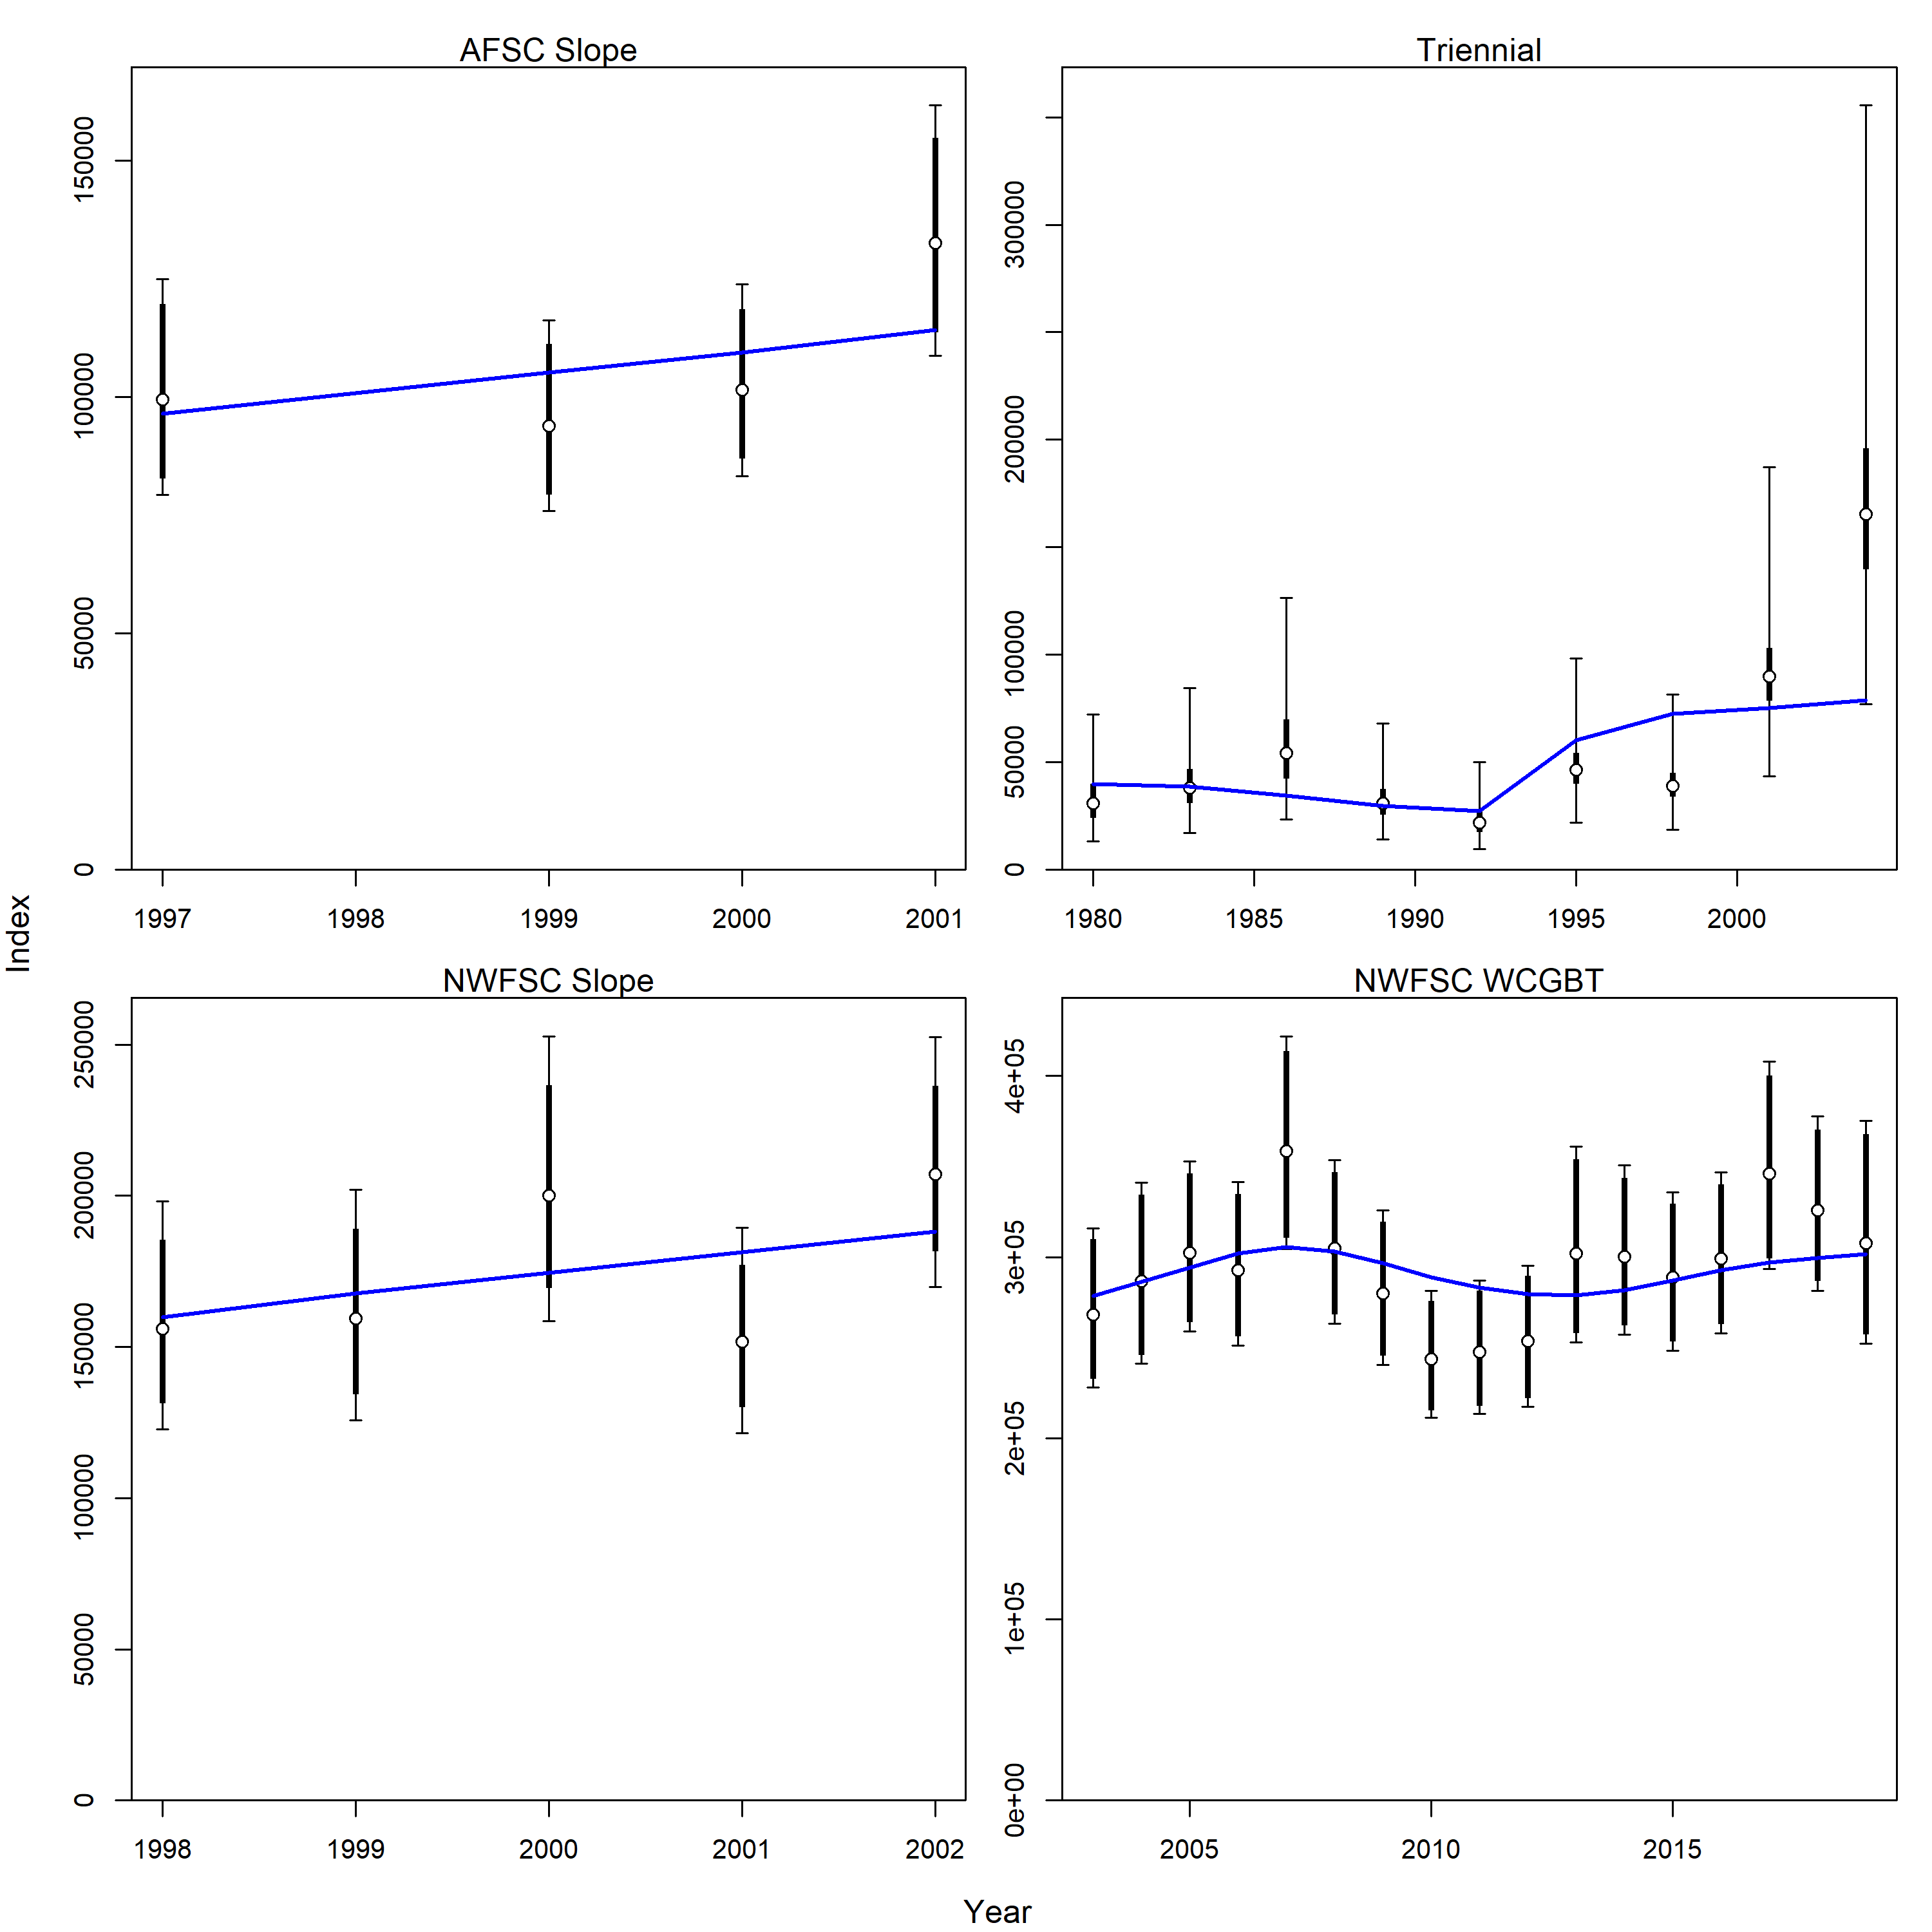 AFSC Slope
150000
100000
50000
0
1997 1998 1999 2000 2001
Triennial
300000
200000
100000
50000
0
1980 1985 1990 1995 2000
Index
NWFSC Slope
250000
200000
150000
100000
50000
0
1998 1999 2000 2001 2002
NWFSC WCGBT
4e+05
3e+05
2e+05
1e+05
0e+00
2005 2010 2015
Year